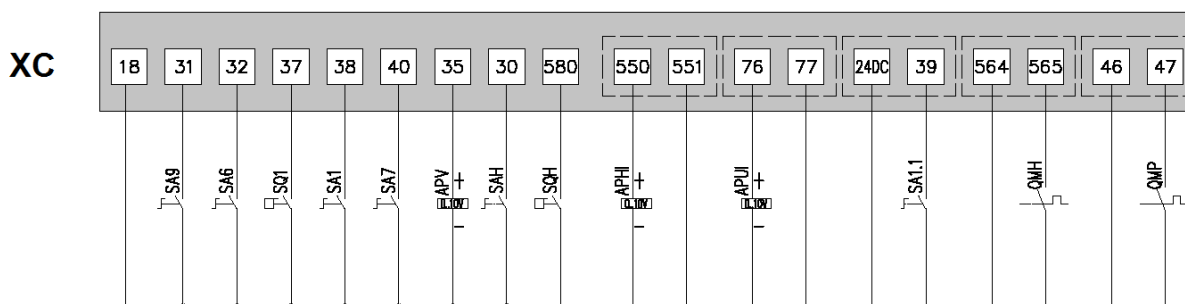 XC
18 31 32 37 38 40 35 30 580 550 551 76 77 24DC 39 564 565 46 47
SA9 SA6 SQ1 SA1 SA7 APV + SAH SQH APHI + APUI + SA1.1 QMH QMP
− − −